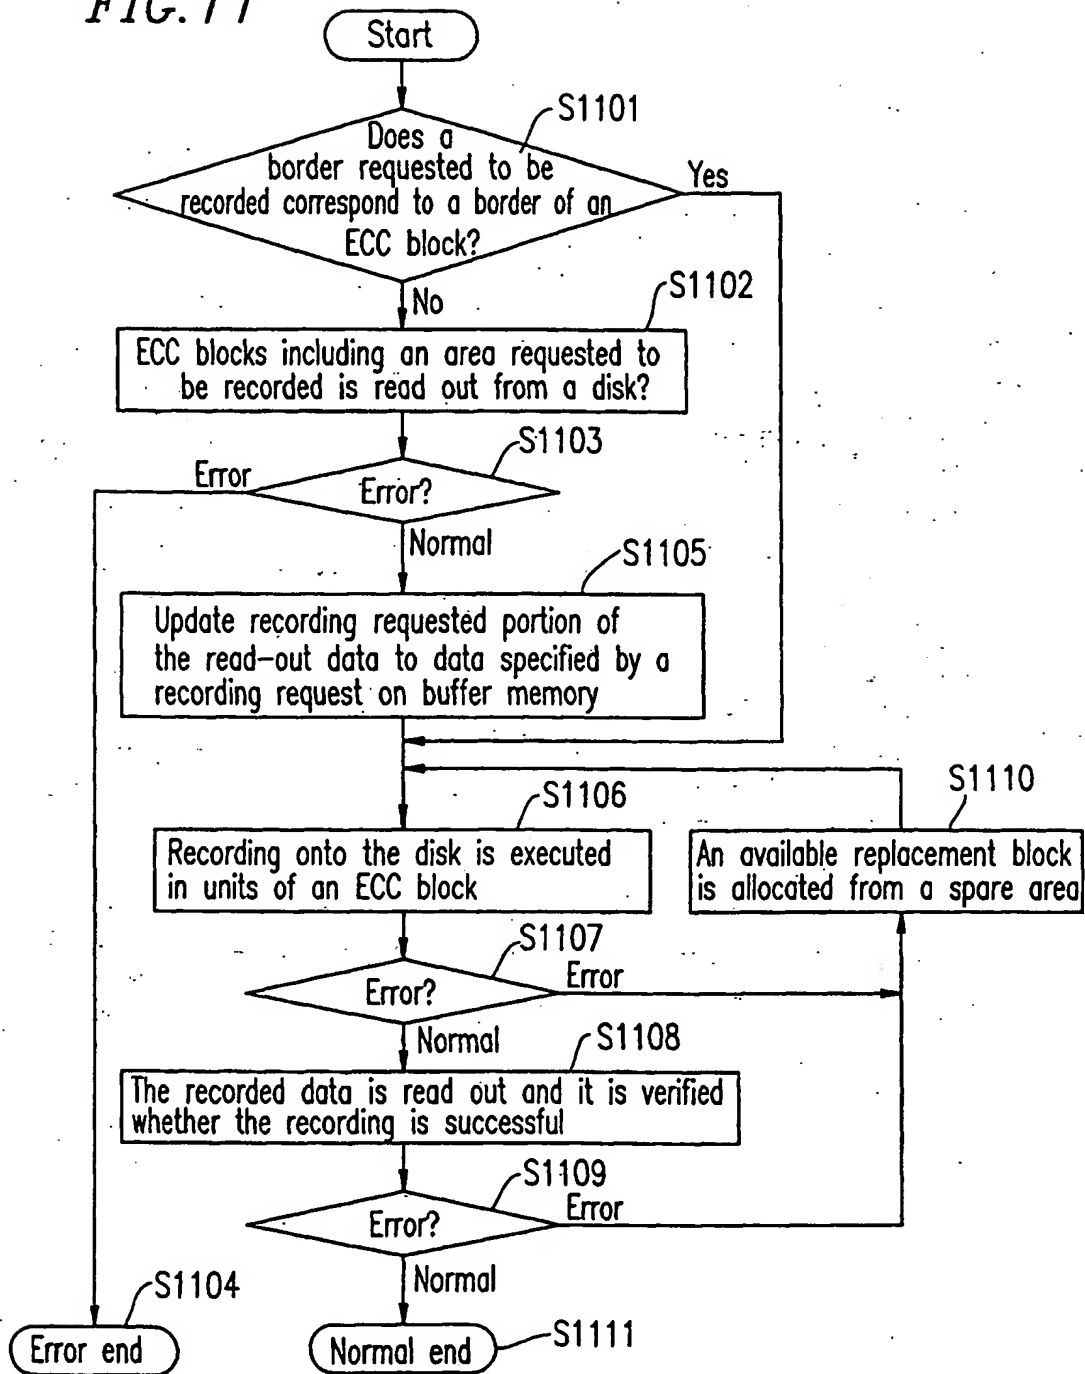 FIG. 11
Start
S1101
Does a
border requested to be
recorded correspond to a border of an
ECC block?
Yes
No
S1102
ECC blocks including an area requested to
be recorded is read out from a disk?
S1103
Error
Error?
Normal
S1105
Update recording requested portion of
the read-out data to data specified by a
recording request on buffer memory
S1106
S1110
Recording onto the disk is executed
in units of an ECC block
An available replacement block
is allocated from a spare area
S1107
Error?
Error
Normal
S1108
The recorded data is read out and it is verified
whether the recording is successful
S1109
Error?
Error
Normal
S1104
Error end
Normal end
S1111